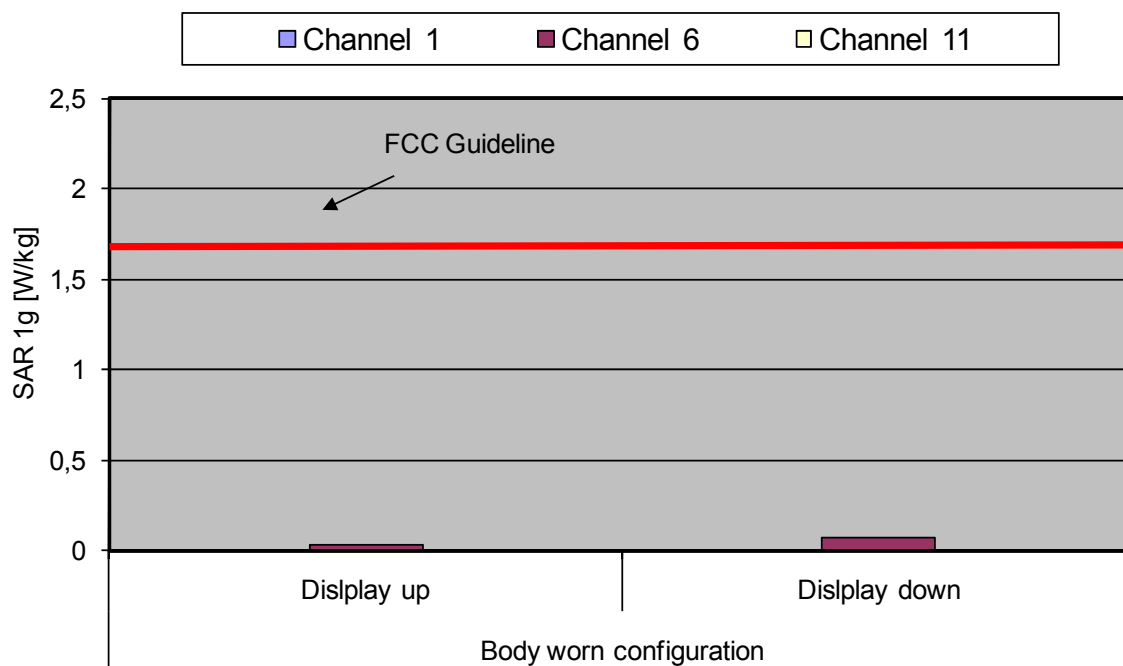 Channel 1 Channel 6 Channel 11
2,5
FCC Guideline
2
1,5
1
0,5
0
SAR 1g [W/kg]
Dislplay up Dislplay down
Body worn configuration